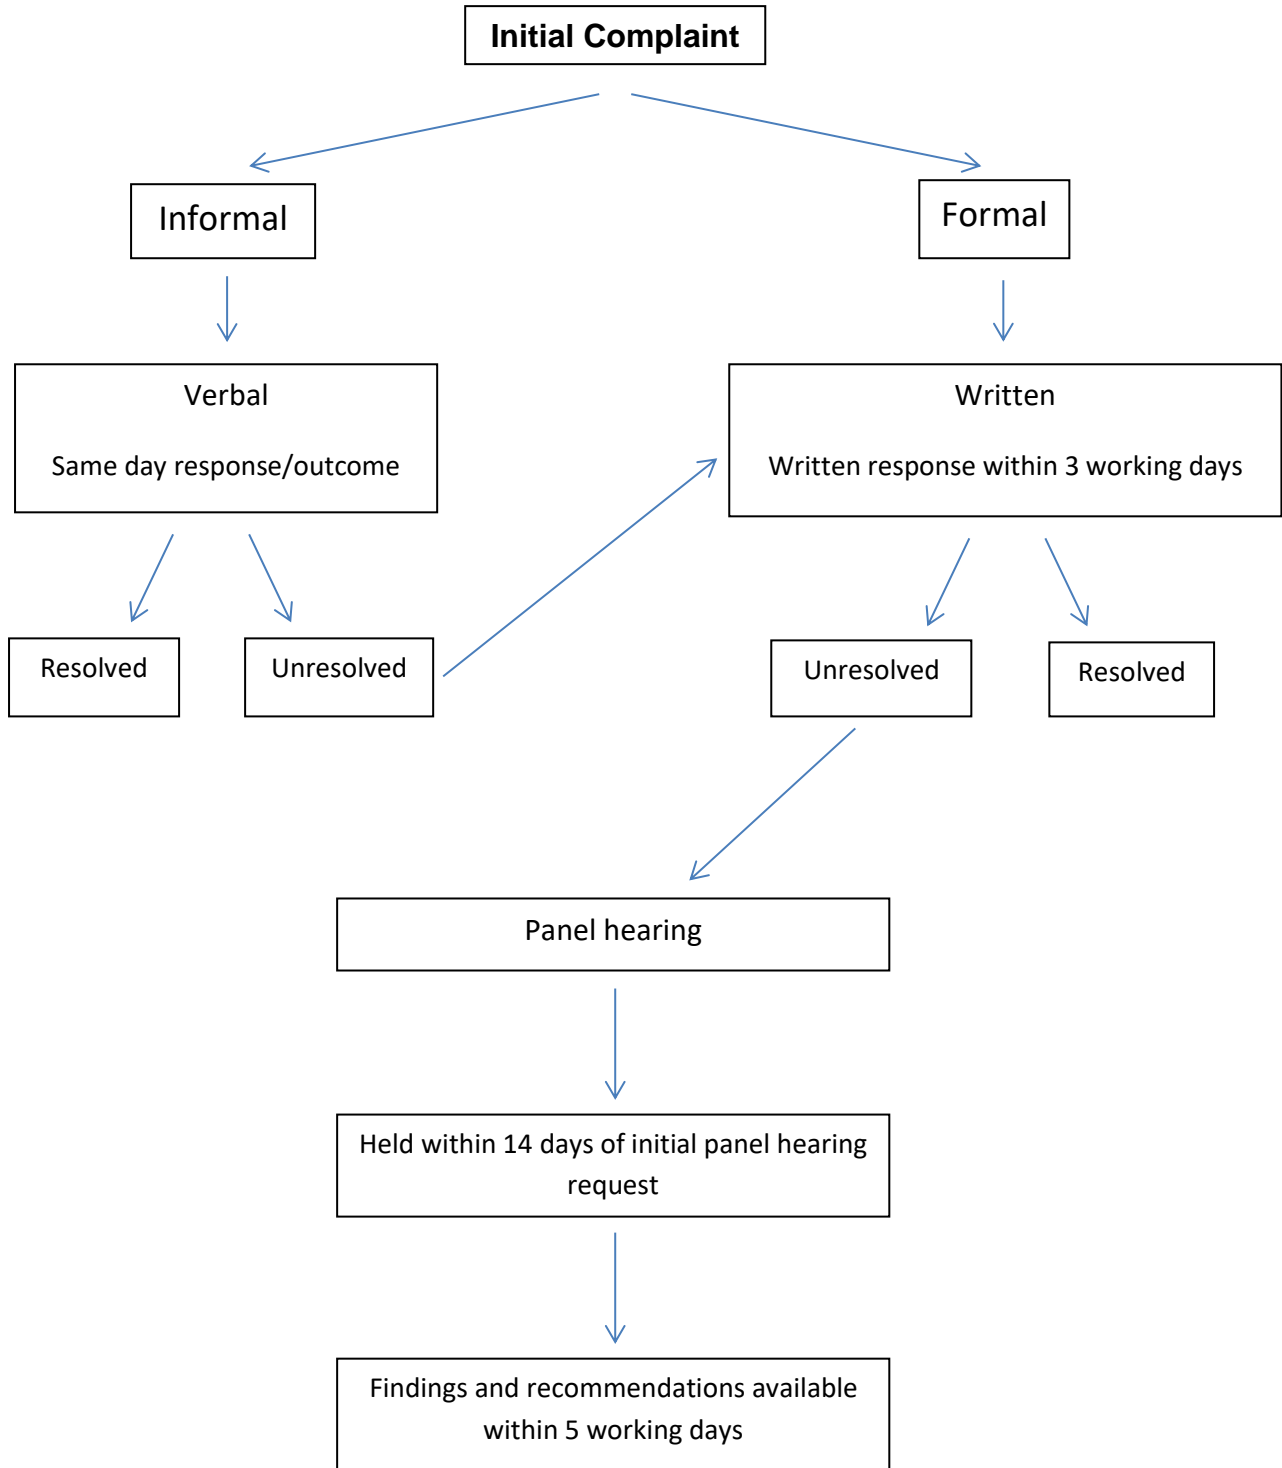 Initial Complaint
Informal
Formal
Verbal
Same day response/outcome
Written
Written response within 3 working days
Resolved
Unresolved
Unresolved
Resolved
Panel hearing
Held within 14 days of initial panel hearing
request
Findings and recommendations available
within 5 working days